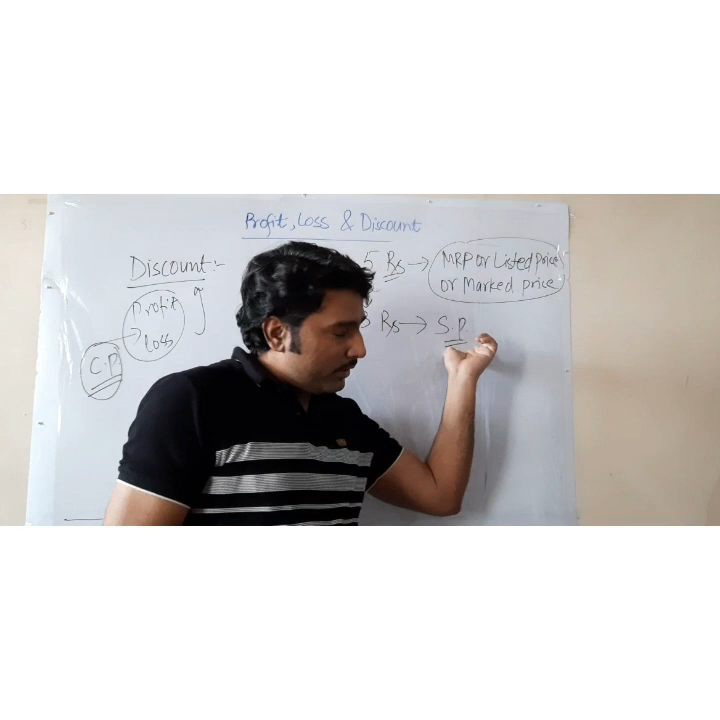 Profit, Loss & Discount
Discount:-
5 Rs → MRP or Listed Price
or Marked price
Profit
Loss
Rs → S.P
C.P